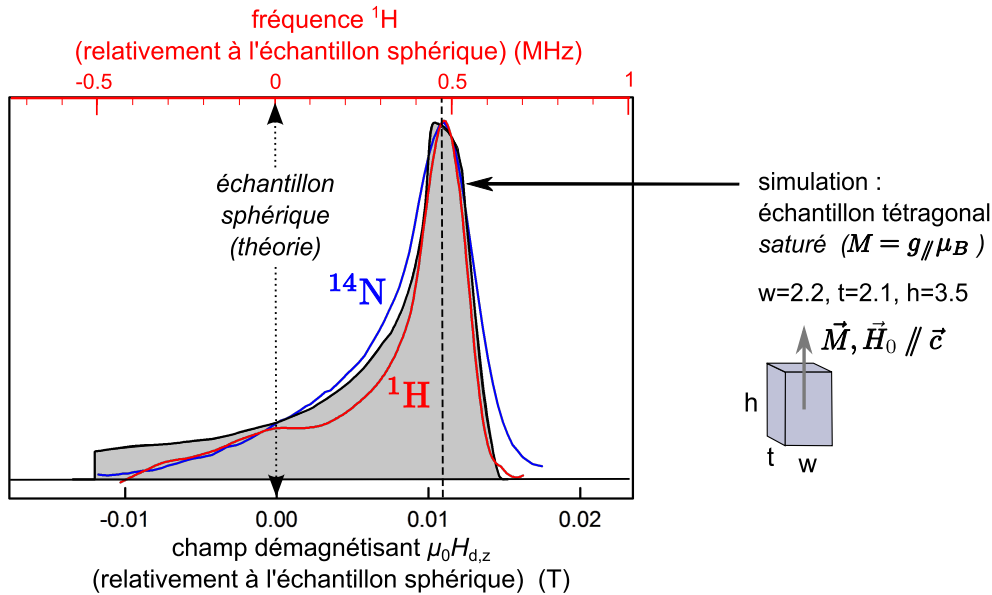 fréquence ¹H
(relativement à l'échantillon sphérique) (MHz)
-0.5 0 0.5 1
échantillon
sphérique
(théorie)
¹⁴N
¹H
simulation :
échantillon tétragonal
saturé (M = g∥μB )
w=2.2, t=2.1, h=3.5
M⃗, H⃗₀ ∥ c⃗
h
t w
-0.01 0.00 0.01 0.02
champ démagnétisant μ₀Hd,z
(relativement à l'échantillon sphérique) (T)